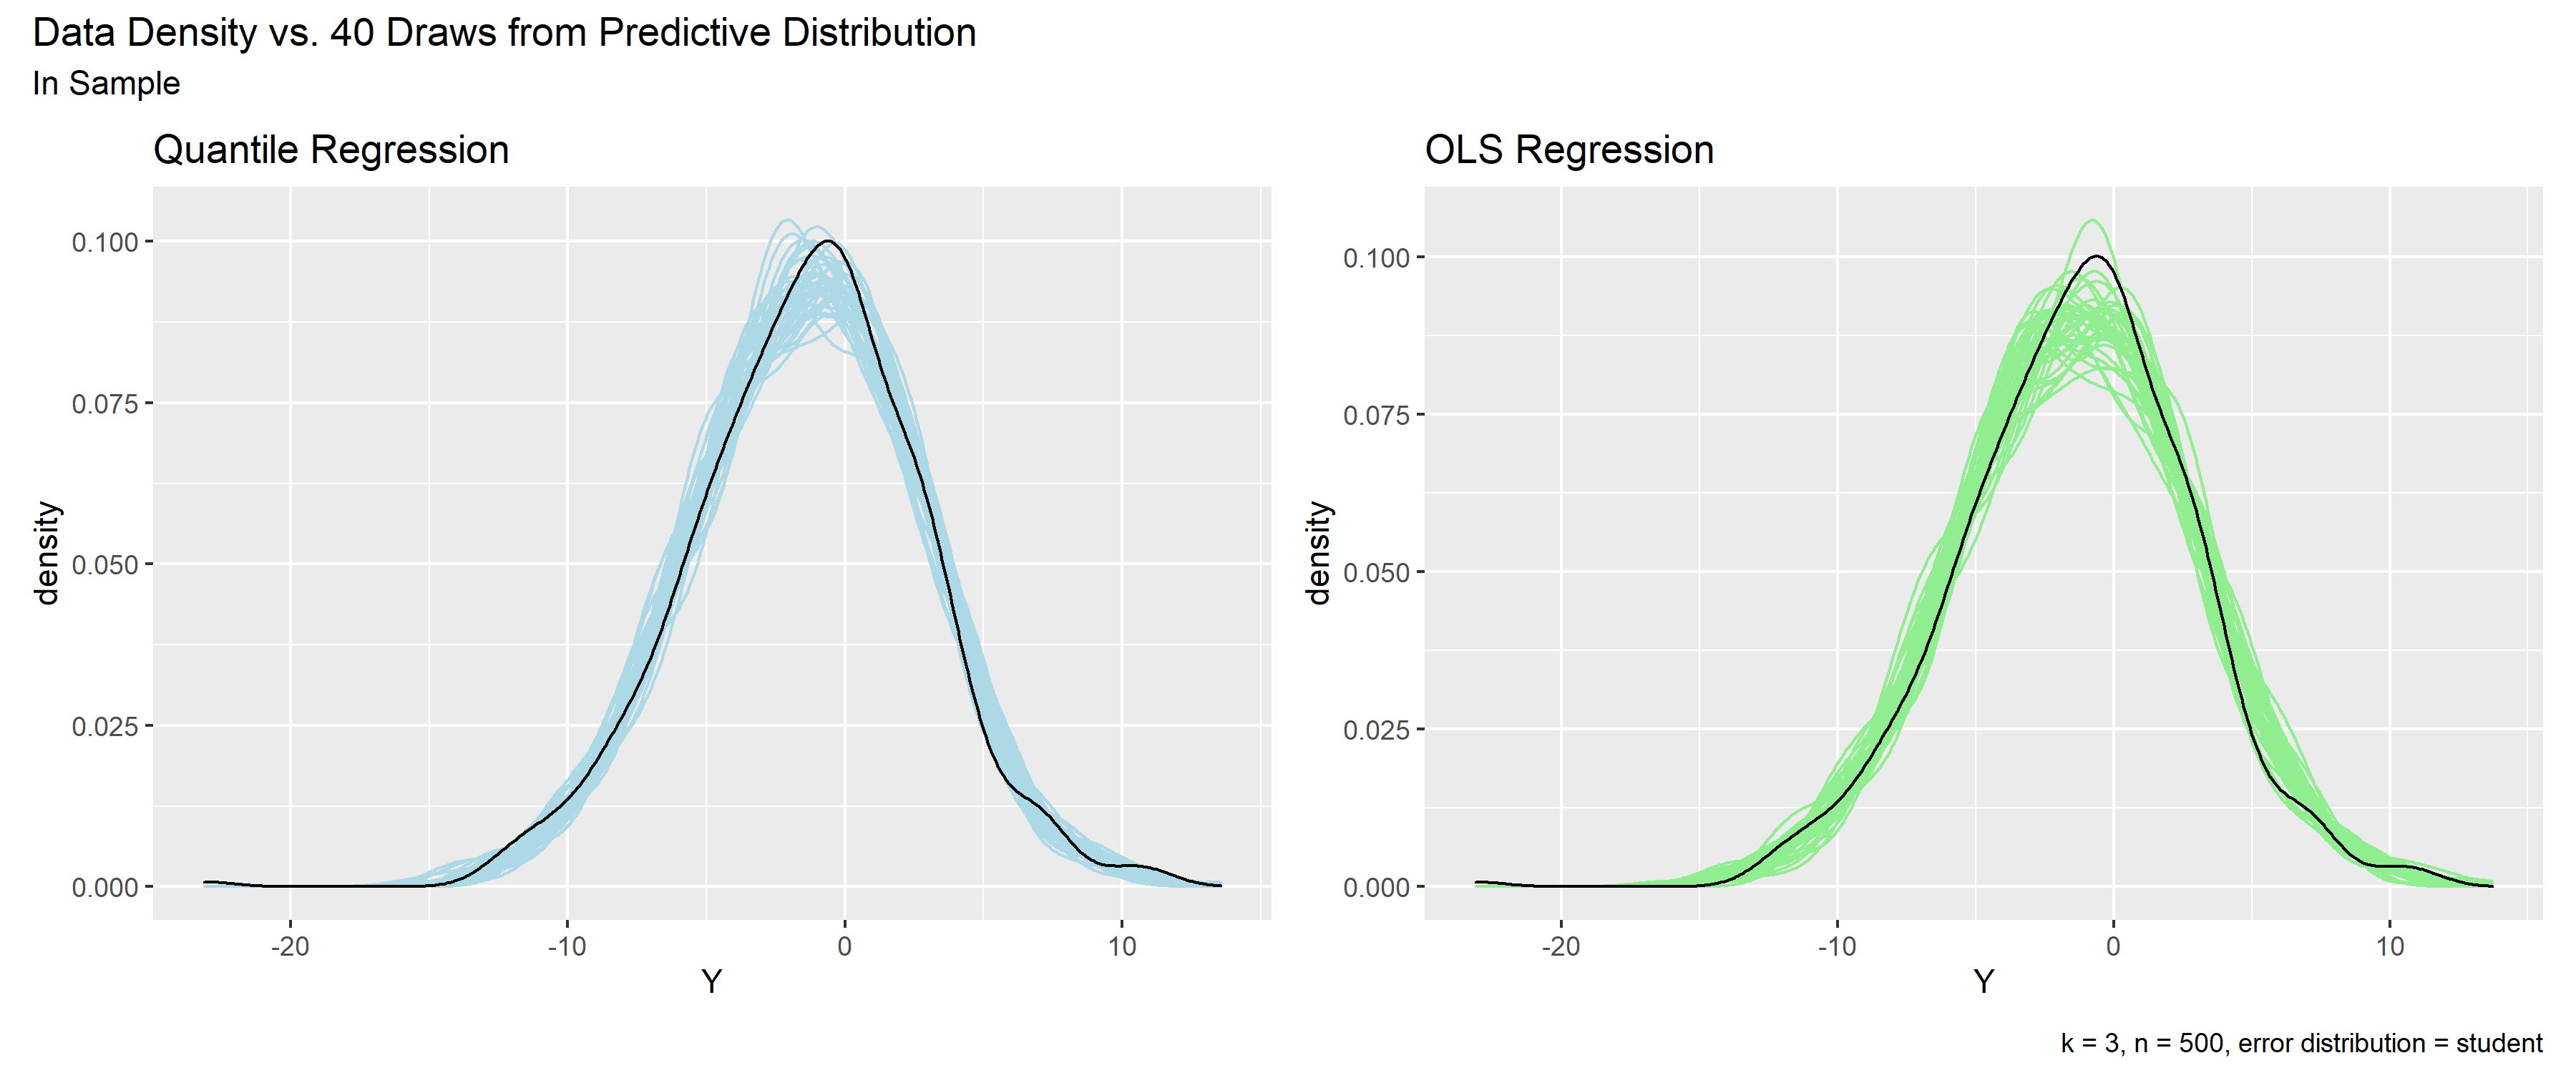 Data Density vs. 40 Draws from Predictive Distribution
In Sample
Quantile Regression
0.100
0.075
0.050
0.025
0.000
density
-20 -10 0 10
Y
OLS Regression
0.100
0.075
0.050
0.025
0.000
density
-20 -10 0 10
Y
k = 3, n = 500, error distribution = student